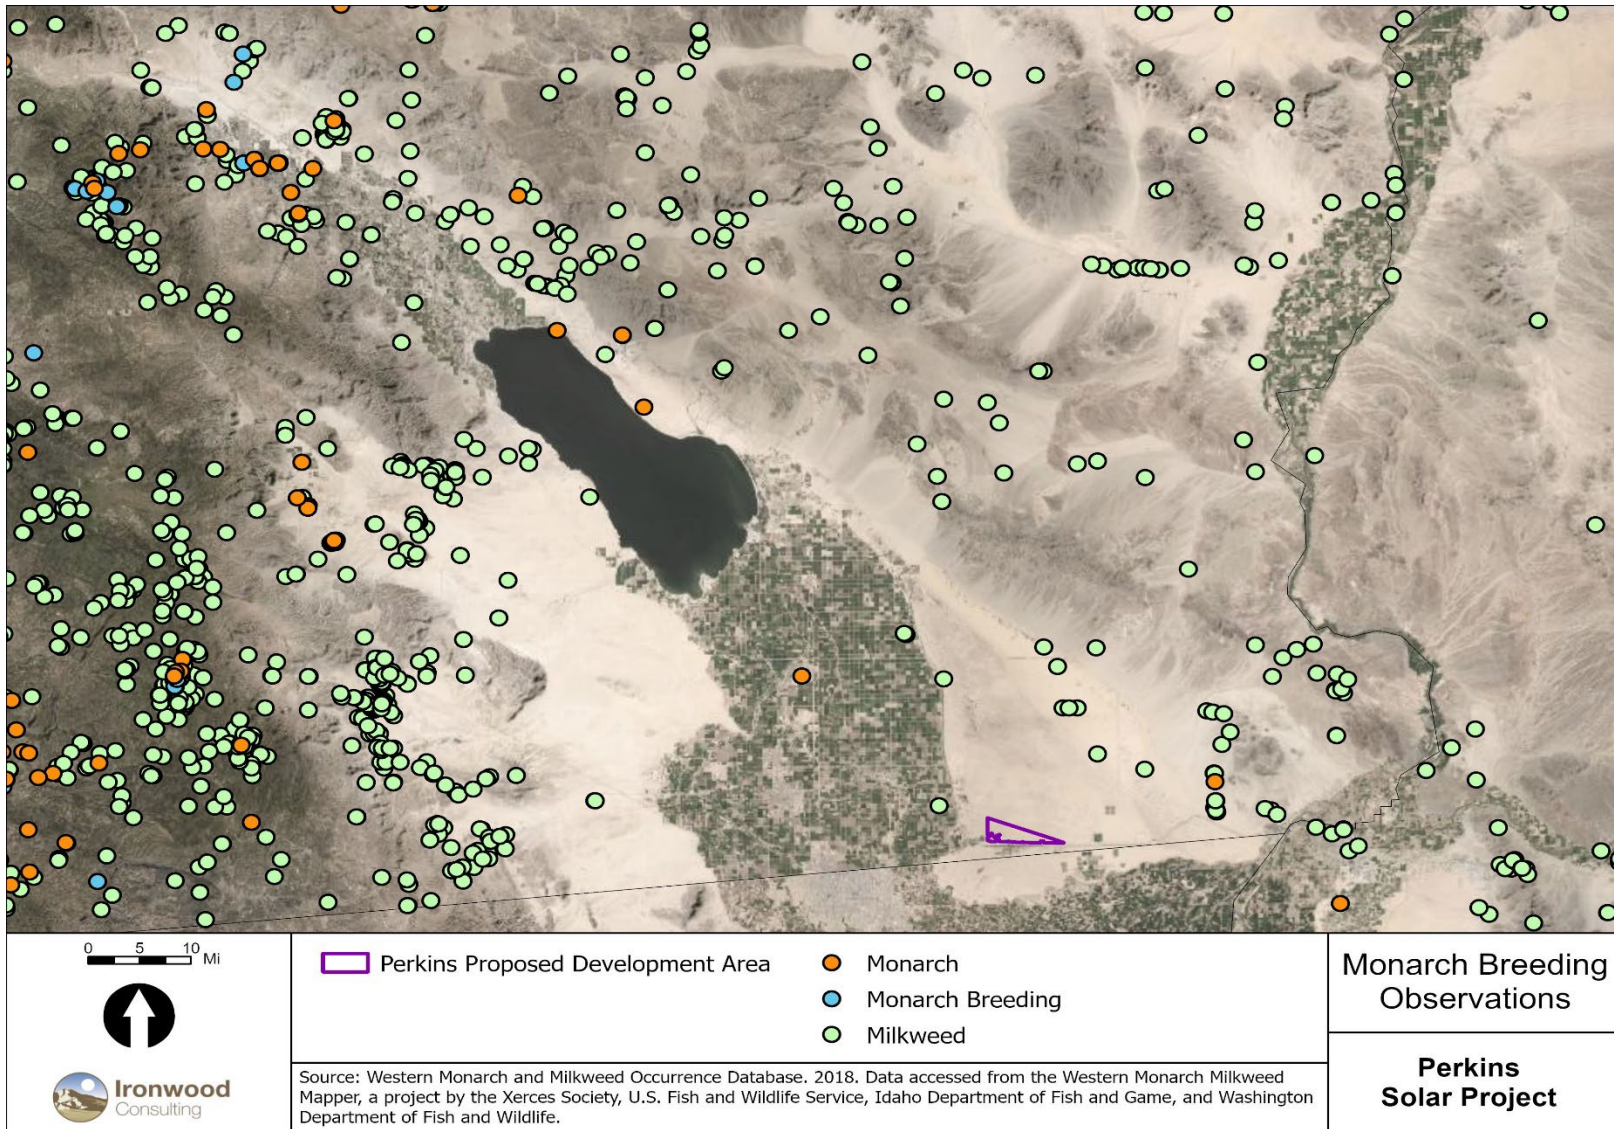 0 5 10
Mi
Ironwood
Consulting
Perkins Proposed Development Area
Monarch
Monarch Breeding
Milkweed
Source: Western Monarch and Milkweed Occurrence Database. 2018. Data accessed from the Western Monarch Milkweed
Mapper, a project by the Xerces Society, U.S. Fish and Wildlife Service, Idaho Department of Fish and Game, and Washington
Department of Fish and Wildlife.
Monarch Breeding
Observations
Perkins
Solar Project